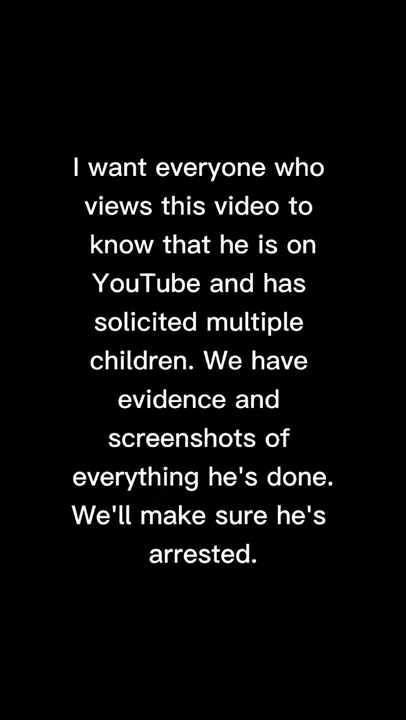 I want everyone who
views this video to
know that he is on
YouTube and has
solicited multiple
children. We have
evidence and
screenshots of
everything he's done.
We'll make sure he's
arrested.